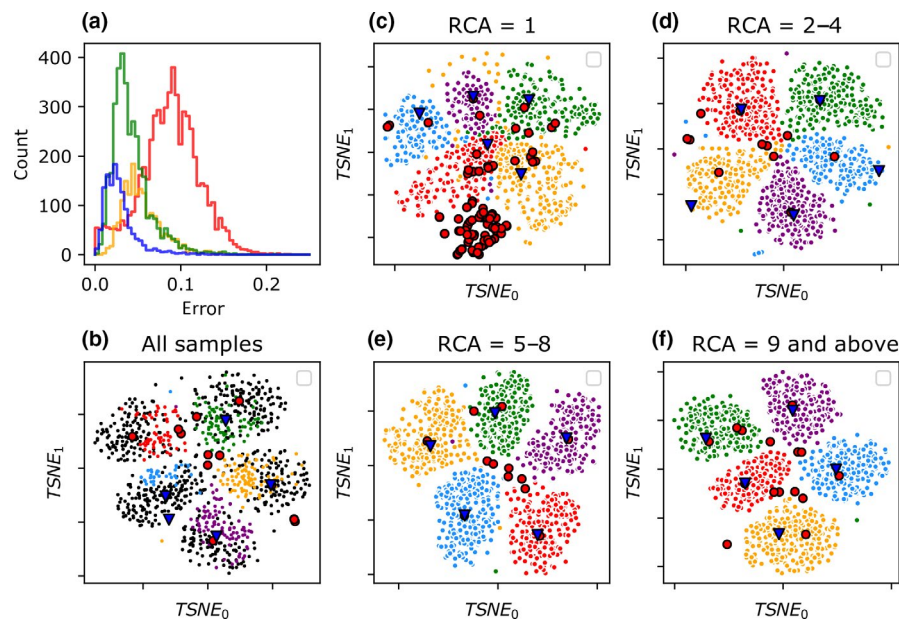 (a)
400
300
200
100
0
Count
0.0
0.1
0.2
Error
(c)
RCA = 1
TSNE1
TSNE0
(d)
RCA = 2–4
TSNE1
TSNE0
(b)
All samples
TSNE1
TSNE0
(e)
RCA = 5–8
TSNE1
TSNE0
(f)
RCA = 9 and above
TSNE1
TSNE0